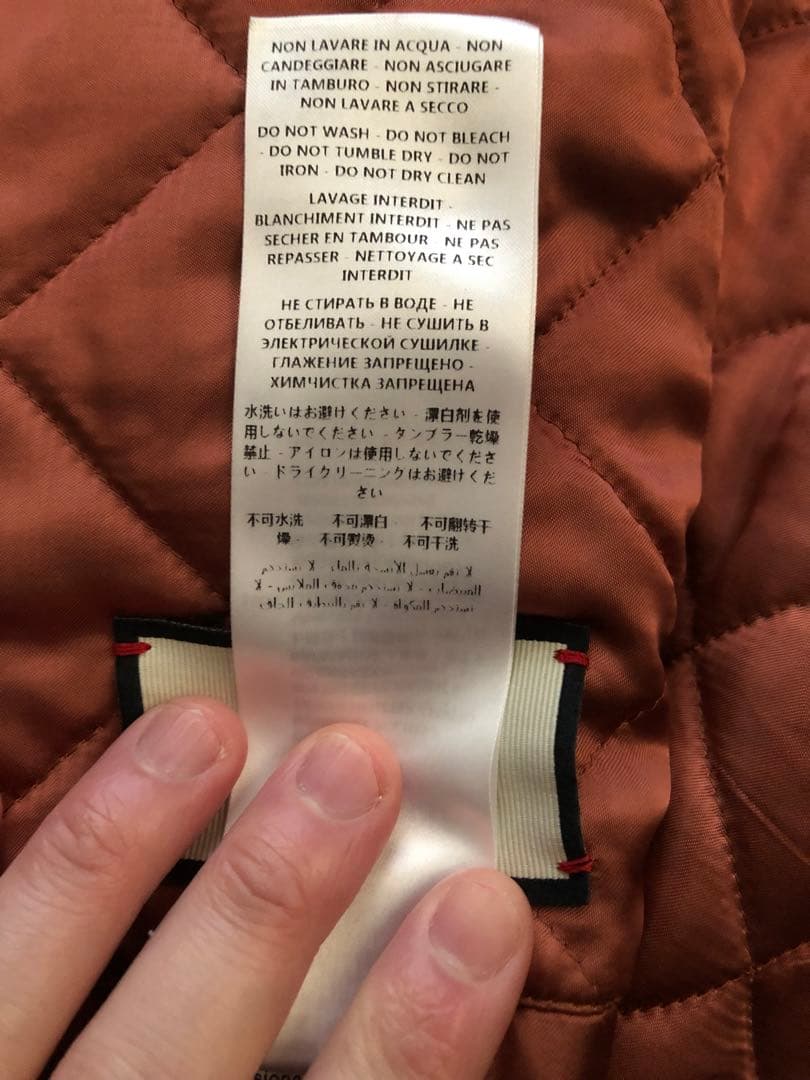 NON LAVARE IN ACQUA - NON
CANDEGGIARE - NON ASCIUGARE
IN TAMBURO - NON STIRARE -
NON LAVARE A SECCO
DO NOT WASH - DO NOT BLEACH
- DO NOT TUMBLE DRY - DO NOT
IRON - DO NOT DRY CLEAN
LAVAGE INTERDIT -
BLANCHIMENT INTERDIT - NE PAS
SECHER EN TAMBOUR - NE PAS
REPASSER - NETTOYAGE A SEC
INTERDIT
НЕ СТИРАТЬ В ВОДЕ - НЕ
ОТБЕЛИВАТЬ - НЕ СУШИТЬ В
ЭЛЕКТРИЧЕСКОЙ СУШИЛКЕ -
ГЛАЖЕНИЕ ЗАПРЕЩЕНО -
ХИМЧИСТКА ЗАПРЕЩЕНА
水洗いはお避けください - 漂白剤を使
用しないでください - タンブラー乾燥
禁止 - アイロンは使用しないでくださ
い - ドライクリーニングはお避けくだ
さい
不可水洗 不可漂白 不可翻转干
燥 - 不可熨烫 不可干洗